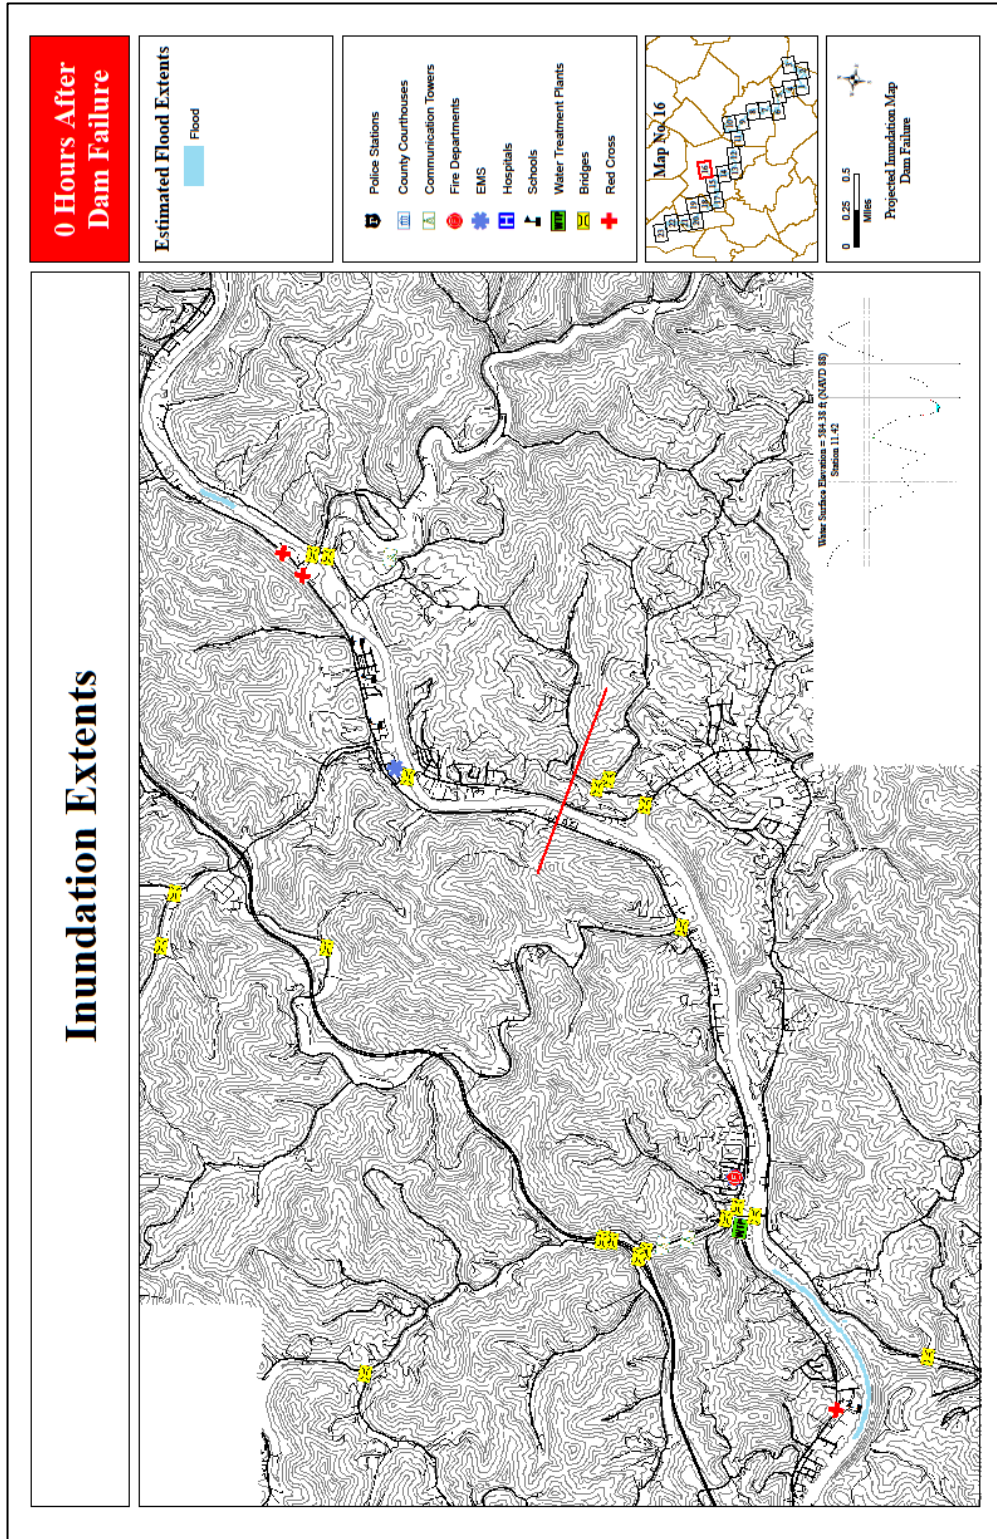 Inundation Extents
0 Hours After
Dam Failure
Estimated Flood Extents
Flood
Police Stations
County Courthouses
Communication Towers
Fire Departments
EMS
Hospitals
Schools
Water Treatment Plants
Bridges
Red Cross
Map No. 16
0 0.25 0.5
Miles
Projected Inundation Map
Dam Failure
Water Surface Elevation = 584.38 ft (NAVD 88)
Station 11.42